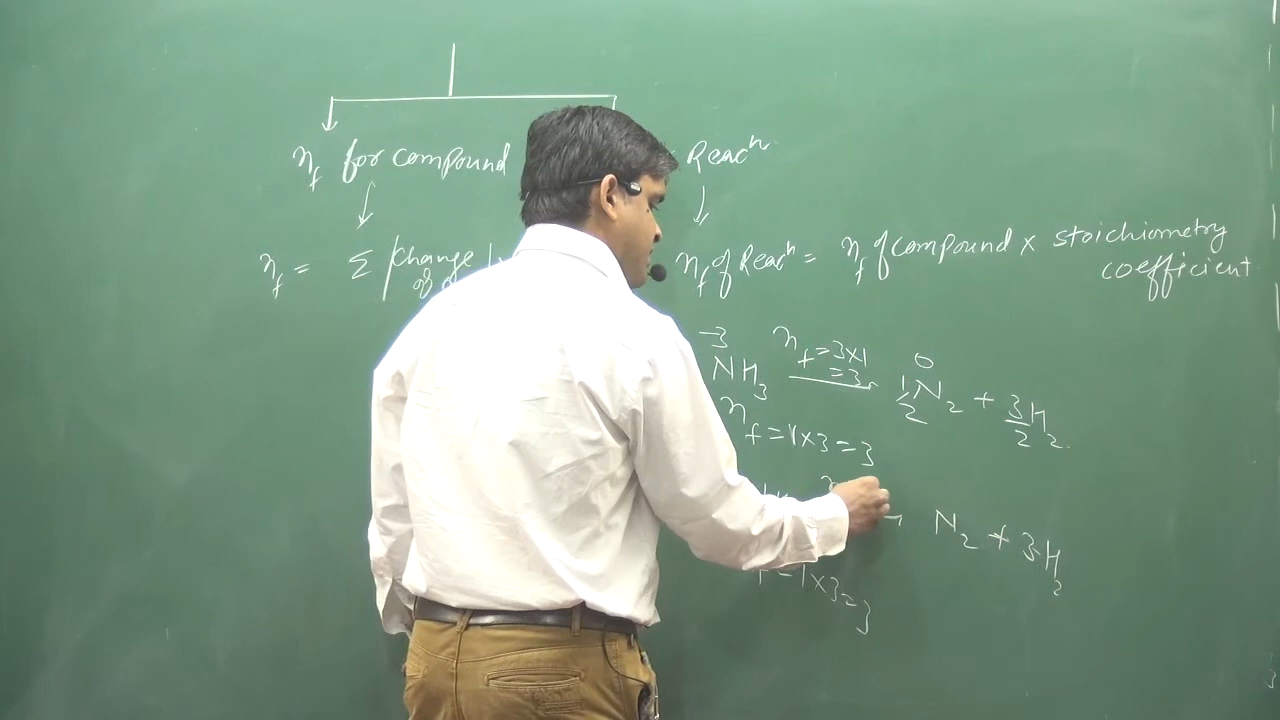 n_f for compound
Reacⁿ
n_f = Σ |change
of
n_f of Reacⁿ = n_f of compound × stoichiometry
coefficient
-3 n_f = 3×1 0
= 3
NH₃ → 1/2 N₂ + 3/2 H₂
n_f = 1×3 = 3
→ N₂ + 3H₂
f = 1×3 = 3